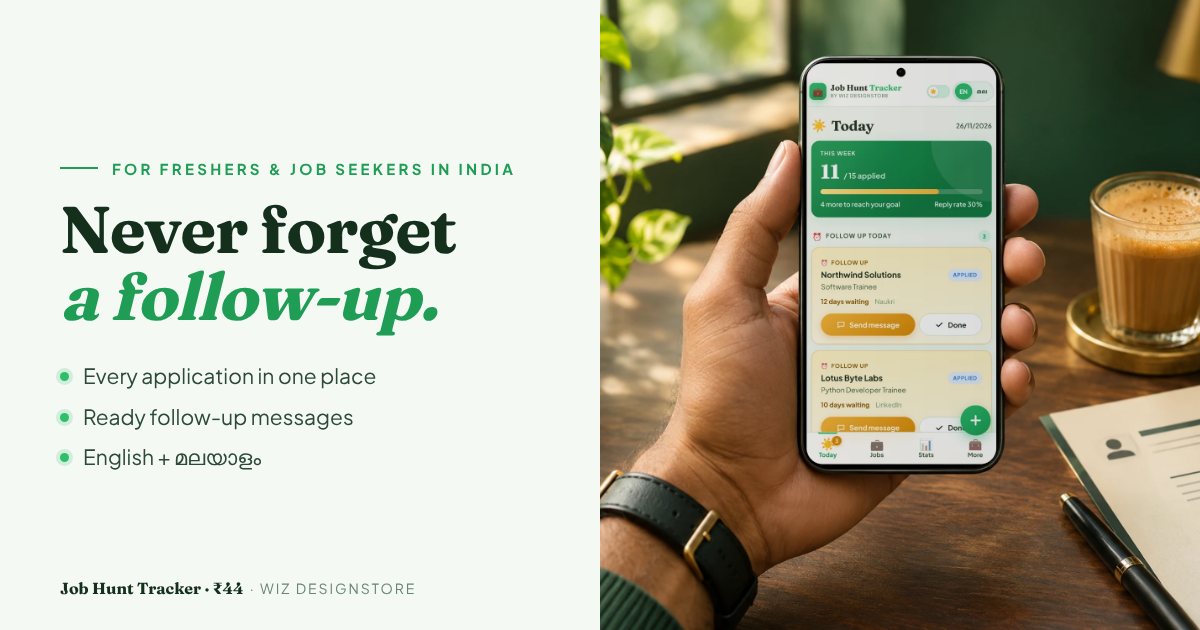 FOR FRESHERS & JOB SEEKERS IN INDIA
Never forget
a follow-up.
Every application in one place
Ready follow-up messages
English + മലയാളം
Job Hunt Tracker · ₹44 · WIZ DESIGNSTORE
Job Hunt Tracker
BY WIZ DESIGNSTORE
EN മല
Today 26/11/2026
THIS WEEK
11 / 15 applied
4 more to reach your goal Reply rate 30%
FOLLOW UP TODAY 3
FOLLOW UP
Northwind Solutions APPLIED
Software Trainee
12 days waiting Naukri
Send message Done
FOLLOW UP
Lotus Byte Labs APPLIED
Python Developer Trainee
10 days waiting LinkedIn
Send message Don
+
3
Today Jobs Stats More